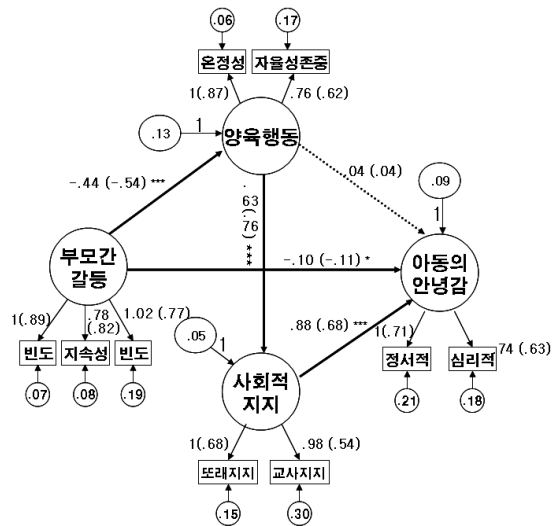 .06
.17
온정성
자율성존중
1(.87)
.76 (.62)
.13
1
양육행동
-.44 (-.54) ***
.63(.76) ***
.04 (.04)
.09
1
부모간
갈등
-.10 (-.11) *
아동의
안녕감
1(.89)
.78
(.82)
1.02 (.77)
.05
1
.88 (.68) ***
1(.71)
74 (.63)
빈도
지속성
빈도
정서적
심리적
.07
.08
.19
사회적
지지
.21
.18
1(.68)
.98 (.54)
또래지지
교사지지
.15
.30